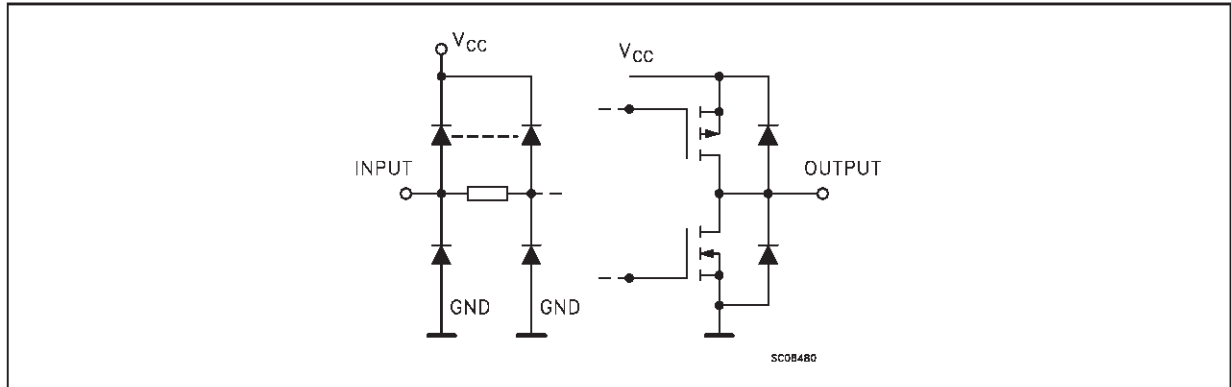 VCC
VCC
INPUT
OUTPUT
GND
GND
SC08480